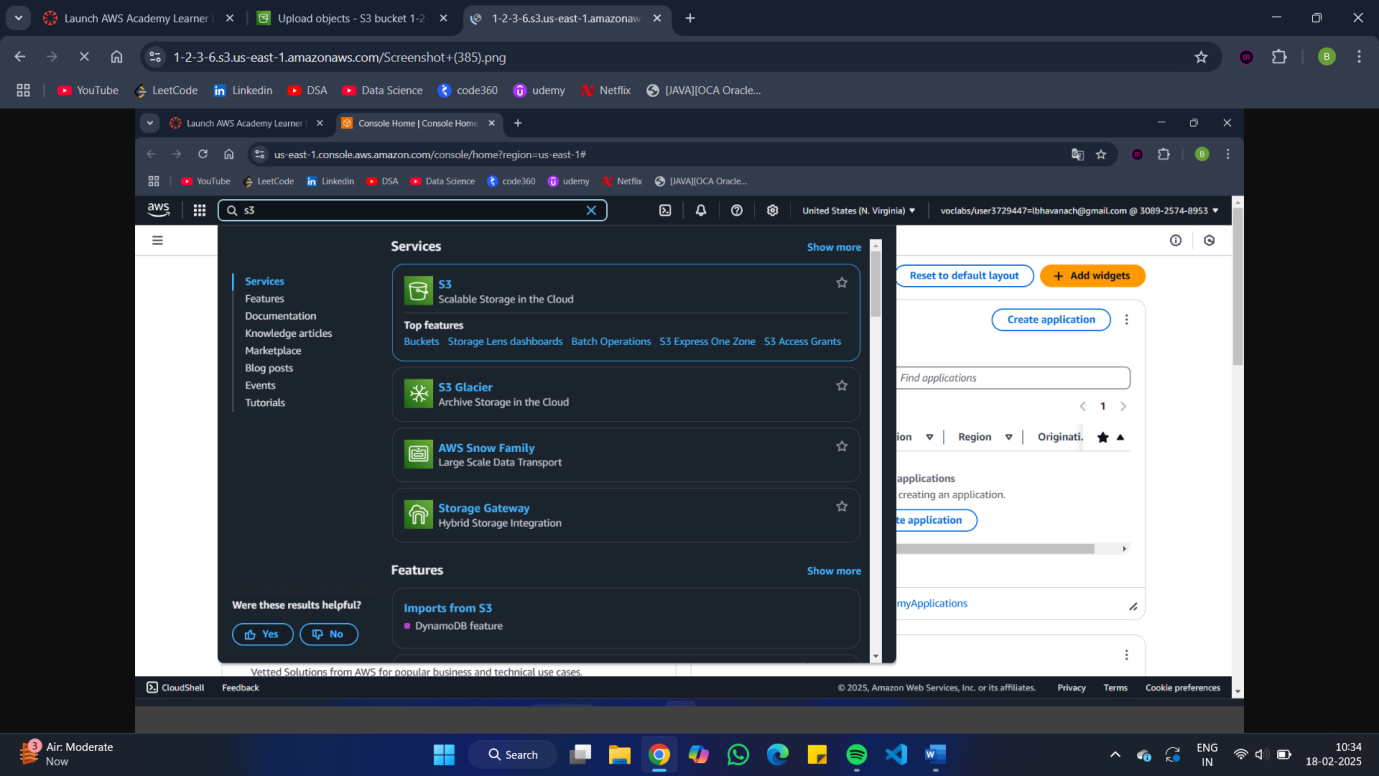 Launch AWS Academy Learner
Upload objects - S3 bucket 1-2-
1-2-3-6.s3.us-east-1.amazonaw
1-2-3-6.s3.us-east-1.amazonaws.com/Screenshot+(385).png
B
YouTube LeetCode Linkedin DSA Data Science code360 udemy Netflix [JAVA][OCA Oracle...
Launch AWS Academy Learner
Console Home | Console Home
us-east-1.console.aws.amazon.com/console/home?region=us-east-1#
B
YouTube LeetCode Linkedin DSA Data Science code360 udemy Netflix [JAVA][OCA Oracle...
aws
s3
United States (N. Virginia)
voclabs/user3729447=lbhavanach@gmail.com @ 3089-2574-8953
Services
Features
Documentation
Knowledge articles
Marketplace
Blog posts
Events
Tutorials
Were these results helpful?
Yes No
Services Show more
S3
Scalable Storage in the Cloud
Top features
Buckets Storage Lens dashboards Batch Operations S3 Express One Zone S3 Access Grants
S3 Glacier
Archive Storage in the Cloud
AWS Snow Family
Large Scale Data Transport
Storage Gateway
Hybrid Storage Integration
Features Show more
Imports from S3
DynamoDB feature
Reset to default layout + Add widgets
Create application
Find applications
1
ion Region Originati.
applications
creating an application.
te application
myApplications
Vetted Solutions from AWS for popular business and technical use cases.
CloudShell Feedback
© 2025, Amazon Web Services, Inc. or its affiliates. Privacy Terms Cookie preferences
3
Air: Moderate
Now
Search
ENG
IN
10:34
18-02-2025